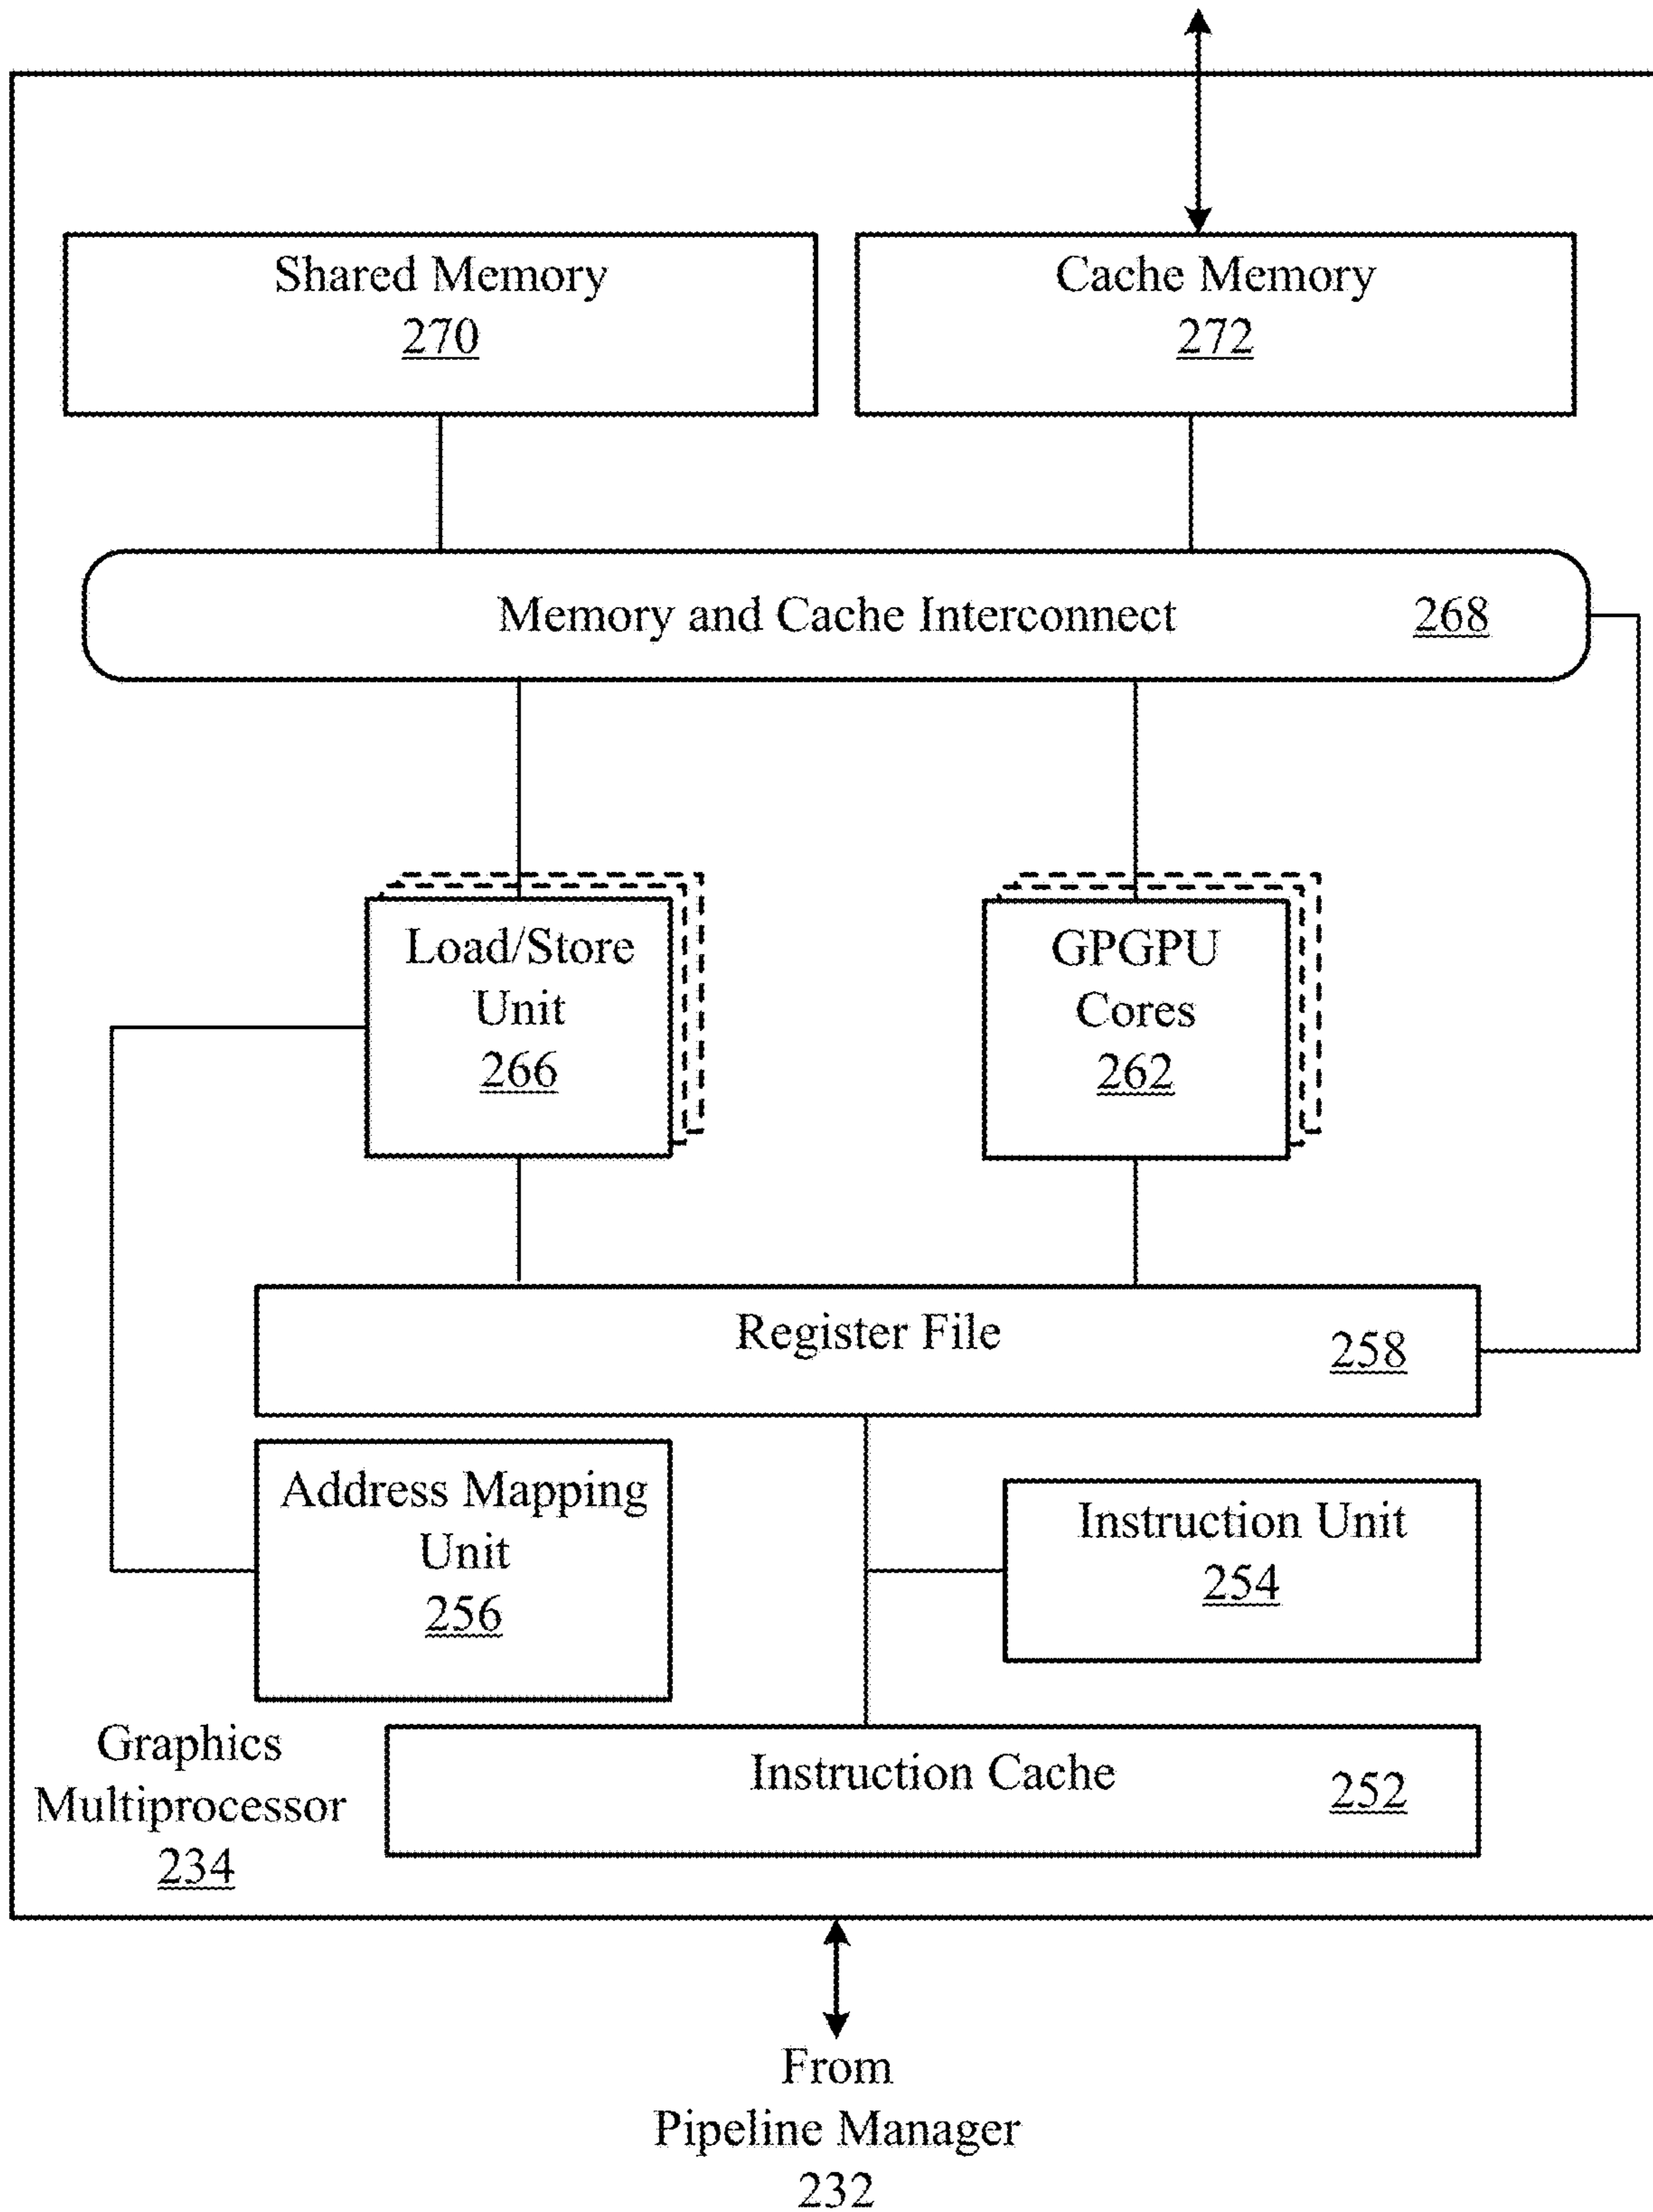 Shared Memory
270
Cache Memory
272
Memory and Cache Interconnect 268
Load/Store
Unit
266
GPGPU
Cores
262
Register File 258
Address Mapping
Unit
256
Instruction Unit
254
Graphics
Multiprocessor
234
Instruction Cache 252
From
Pipeline Manager
232